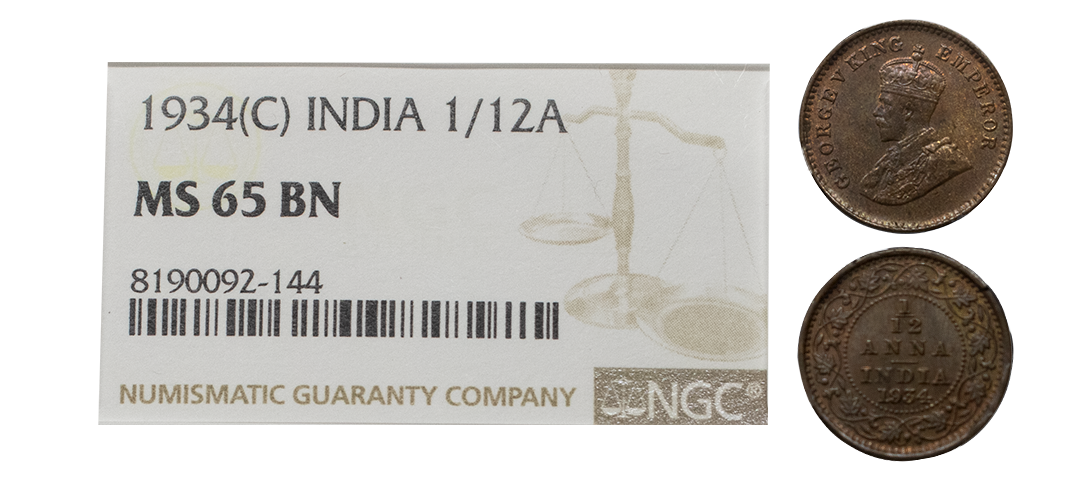 1934(C) INDIA 1/12A
MS 65 BN
8190092-144
NUMISMATIC GUARANTY COMPANY
NGC®
GEORGE V KING EMPEROR
1
12
ANNA
INDIA
1934